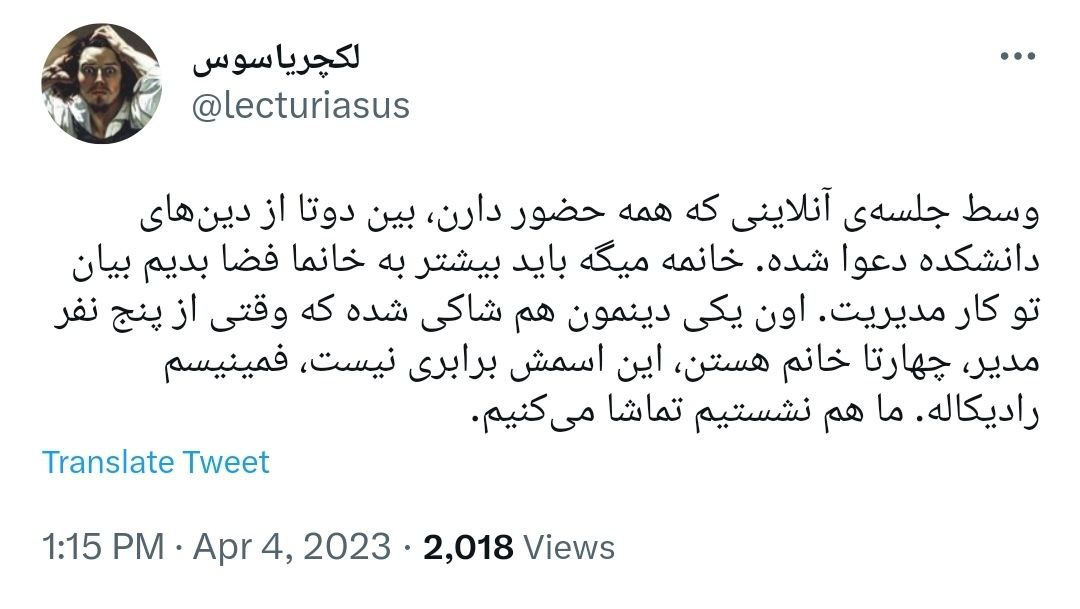 لکچریاسوس
@lecturiasus
وسط جلسه‌ی آنلاینی که همه حضور دارن، بین دوتا از دین‌های
دانشکده دعوا شده. خانمه میگه باید بیشتر به خانما فضا بدیم بیان
تو کار مدیریت. اون یکی دینمون هم شاکی شده که وقتی از پنج نفر
مدیر، چهارتا خانم هستن، این اسمش برابری نیست، فمینیسم
رادیکاله. ما هم نشستیم تماشا می‌کنیم.
Translate Tweet
1:15 PM · Apr 4, 2023 · 2,018 Views